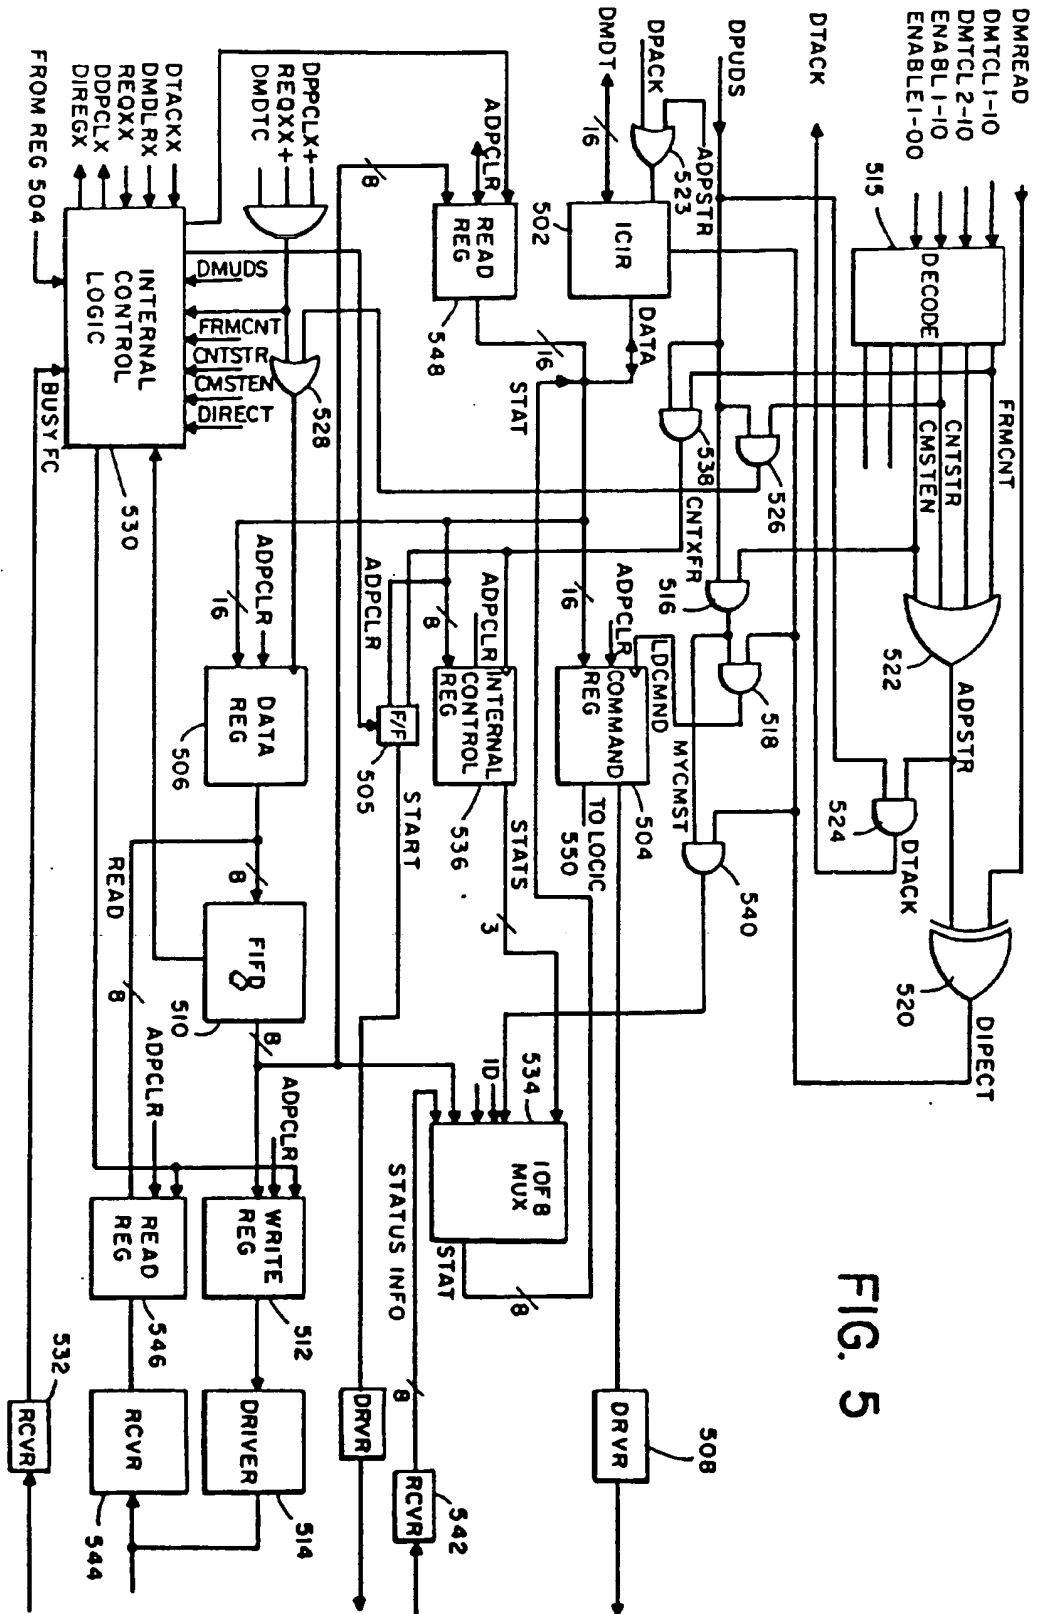 FIG. 5
DMREAD
DMTCL1-10
DMTCL2-10
ENABL1-10
ENABLE1-00
515
DECODE
FRMCNT
CNTSTR
CMSTEN
522
ADPSTR
520
DIPECT
DTACK
524
DTACK
DPUDS
526
538
CNTXFR
516
518
LDCMND
MYCMST
540
DPACK
ADPSTR
523
DMDT
16
502
ICIR
DATA
STAT
16
ADPCLR
COMMAND
REG
504
TO LOGIC
550
508
DRVR
ADPCLR
READ
REG
548
16
8
8
ADPCLR
INTERNAL
CONTROL
REG
536
STATS
3
534
ID
1OF8
MUX
STAT
8
STATUS INFO
8
542
RCVR
ADPCLR
F/F
505
START
DRVR
DPPCLX+
REQXX+
DMDTC
528
ADPCLR
16
DATA
REG
506
8
FIFD
510
8
ADPCLR
WRITE
REG
512
DRIVER
514
DTACKX
DMDLRX
REQXX
DDPCLX
DIREGX
FROM REG 504
DMUDS
FRMCNT
CNTSTR
CMSTEN
DIRECT
INTERNAL
CONTROL
LOGIC
530
BUSY FC
READ
8
ADPCLR
READ
REG
546
RCVR
544
532
RCVR